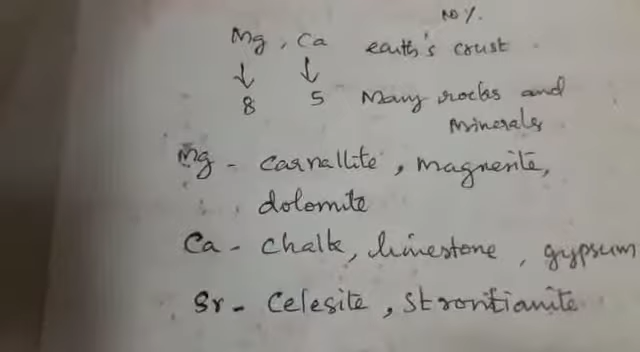 10%
Mg, Ca earth's crust
↓ ↓
8 5 Many rocks and
minerals
Mg - Carnallite, magnesite,
dolomite
Ca - Chalk, limestone, gypsum
Sr - Celesite, Strontianite